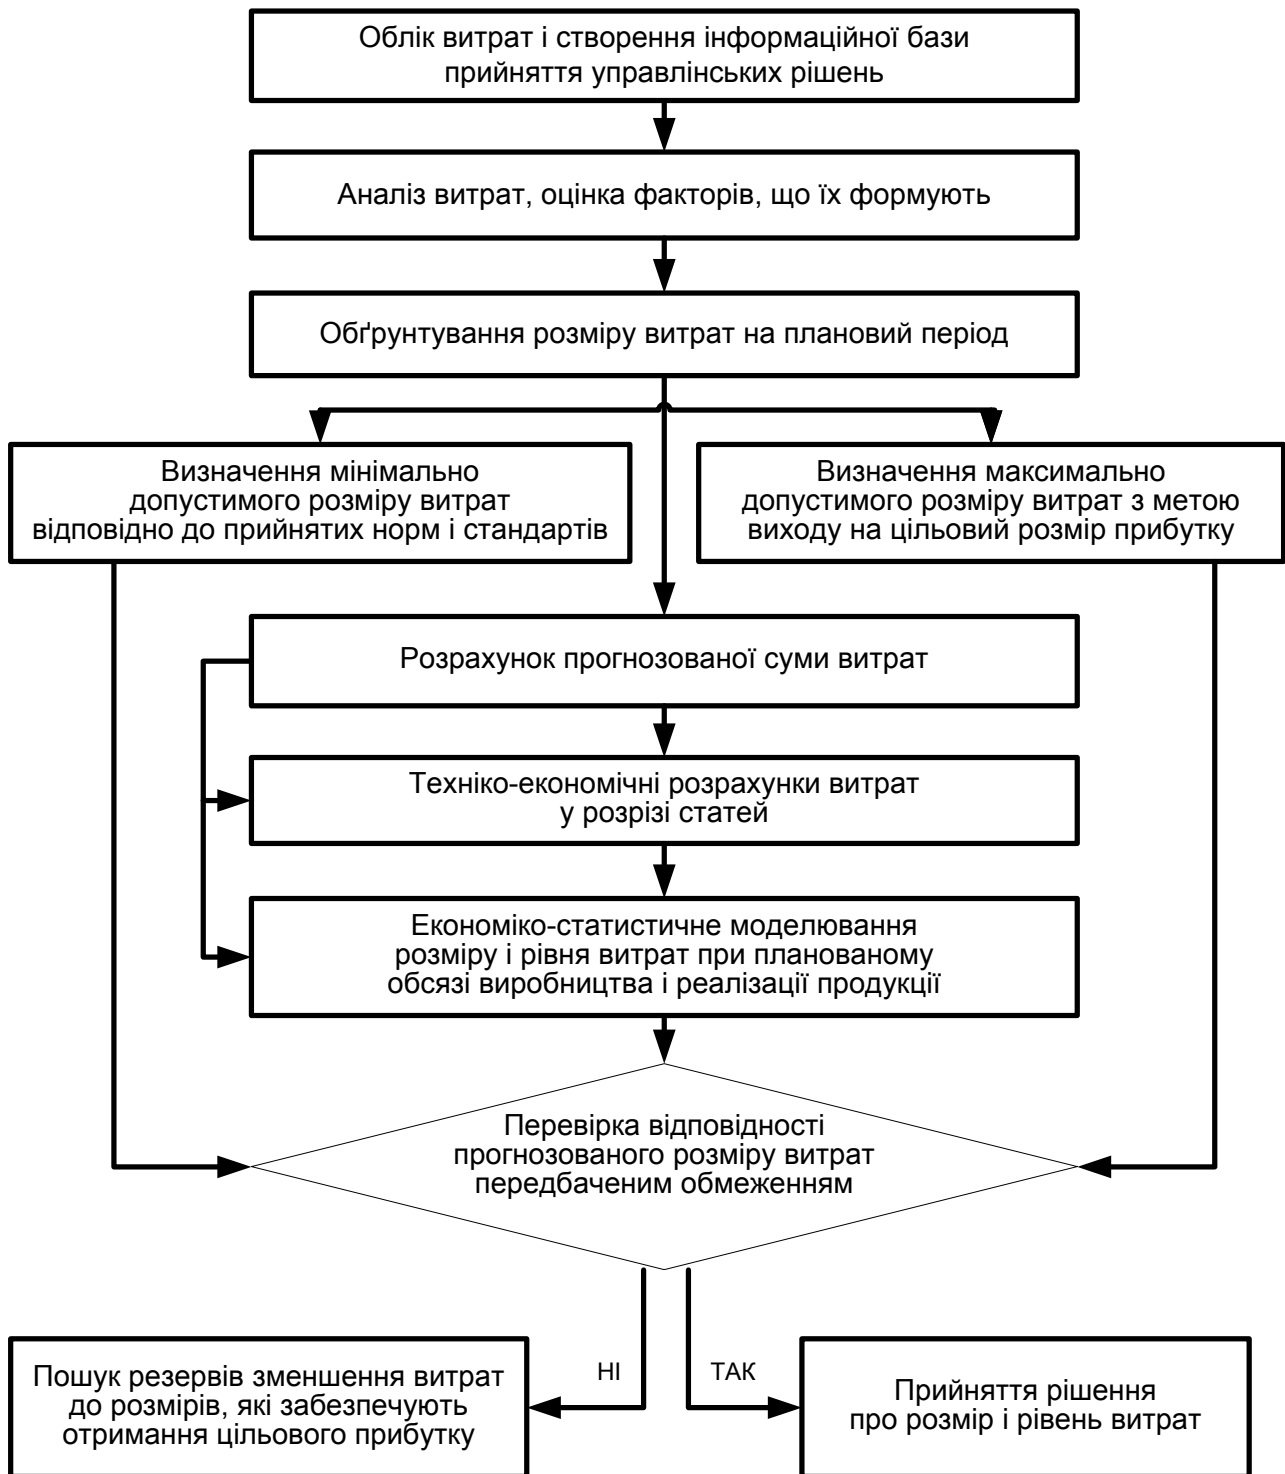 Облік витрат і створення інформаційної бази
прийняття управлінських рішень
Аналіз витрат, оцінка факторів, що їх формують
Обґрунтування розміру витрат на плановий період
Визначення мінімально
допустимого розміру витрат
відповідно до прийнятих норм і стандартів
Визначення максимально
допустимого розміру витрат з метою
виходу на цільовий розмір прибутку
Розрахунок прогнозованої суми витрат
Техніко-економічні розрахунки витрат
у розрізі статей
Економіко-статистичне моделювання
розміру і рівня витрат при планованому
обсязі виробництва і реалізації продукції
Перевірка відповідності
прогнозованого розміру витрат
передбаченим обмеженням
НІ
ТАК
Пошук резервів зменшення витрат
до розмірів, які забезпечують
отримання цільового прибутку
Прийняття рішення
про розмір і рівень витрат